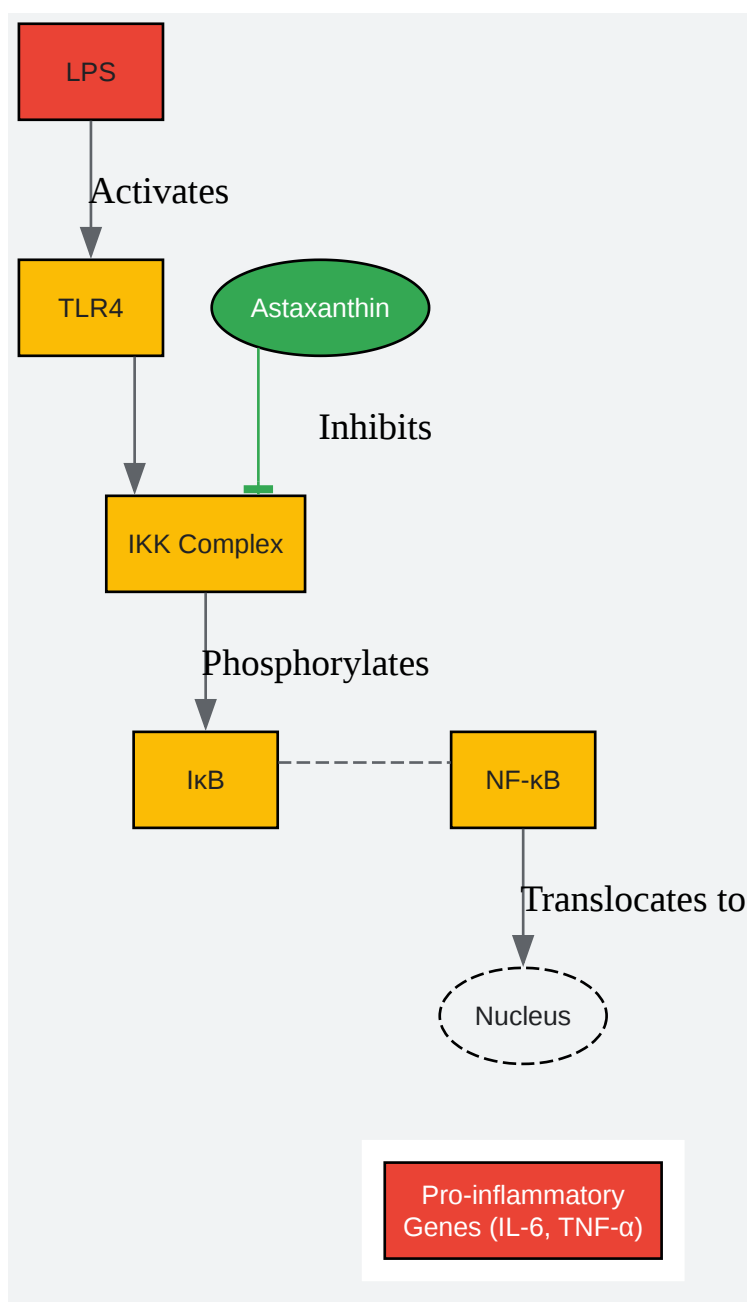 LPS
Activates
TLR4
Astaxanthin
Inhibits
IKK Complex
Phosphorylates
IκB
NF-κB
Translocates to
Nucleus
Pro-inflammatory
Genes (IL-6, TNF-α)